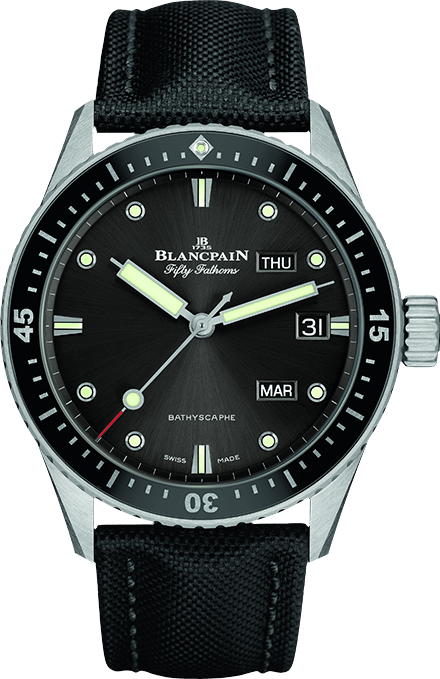 JB
1735
BLANCPAIN
Fifty Fathoms
THU
45
31
15
MAR
BATHYSCAPHE
SWISS MADE
30